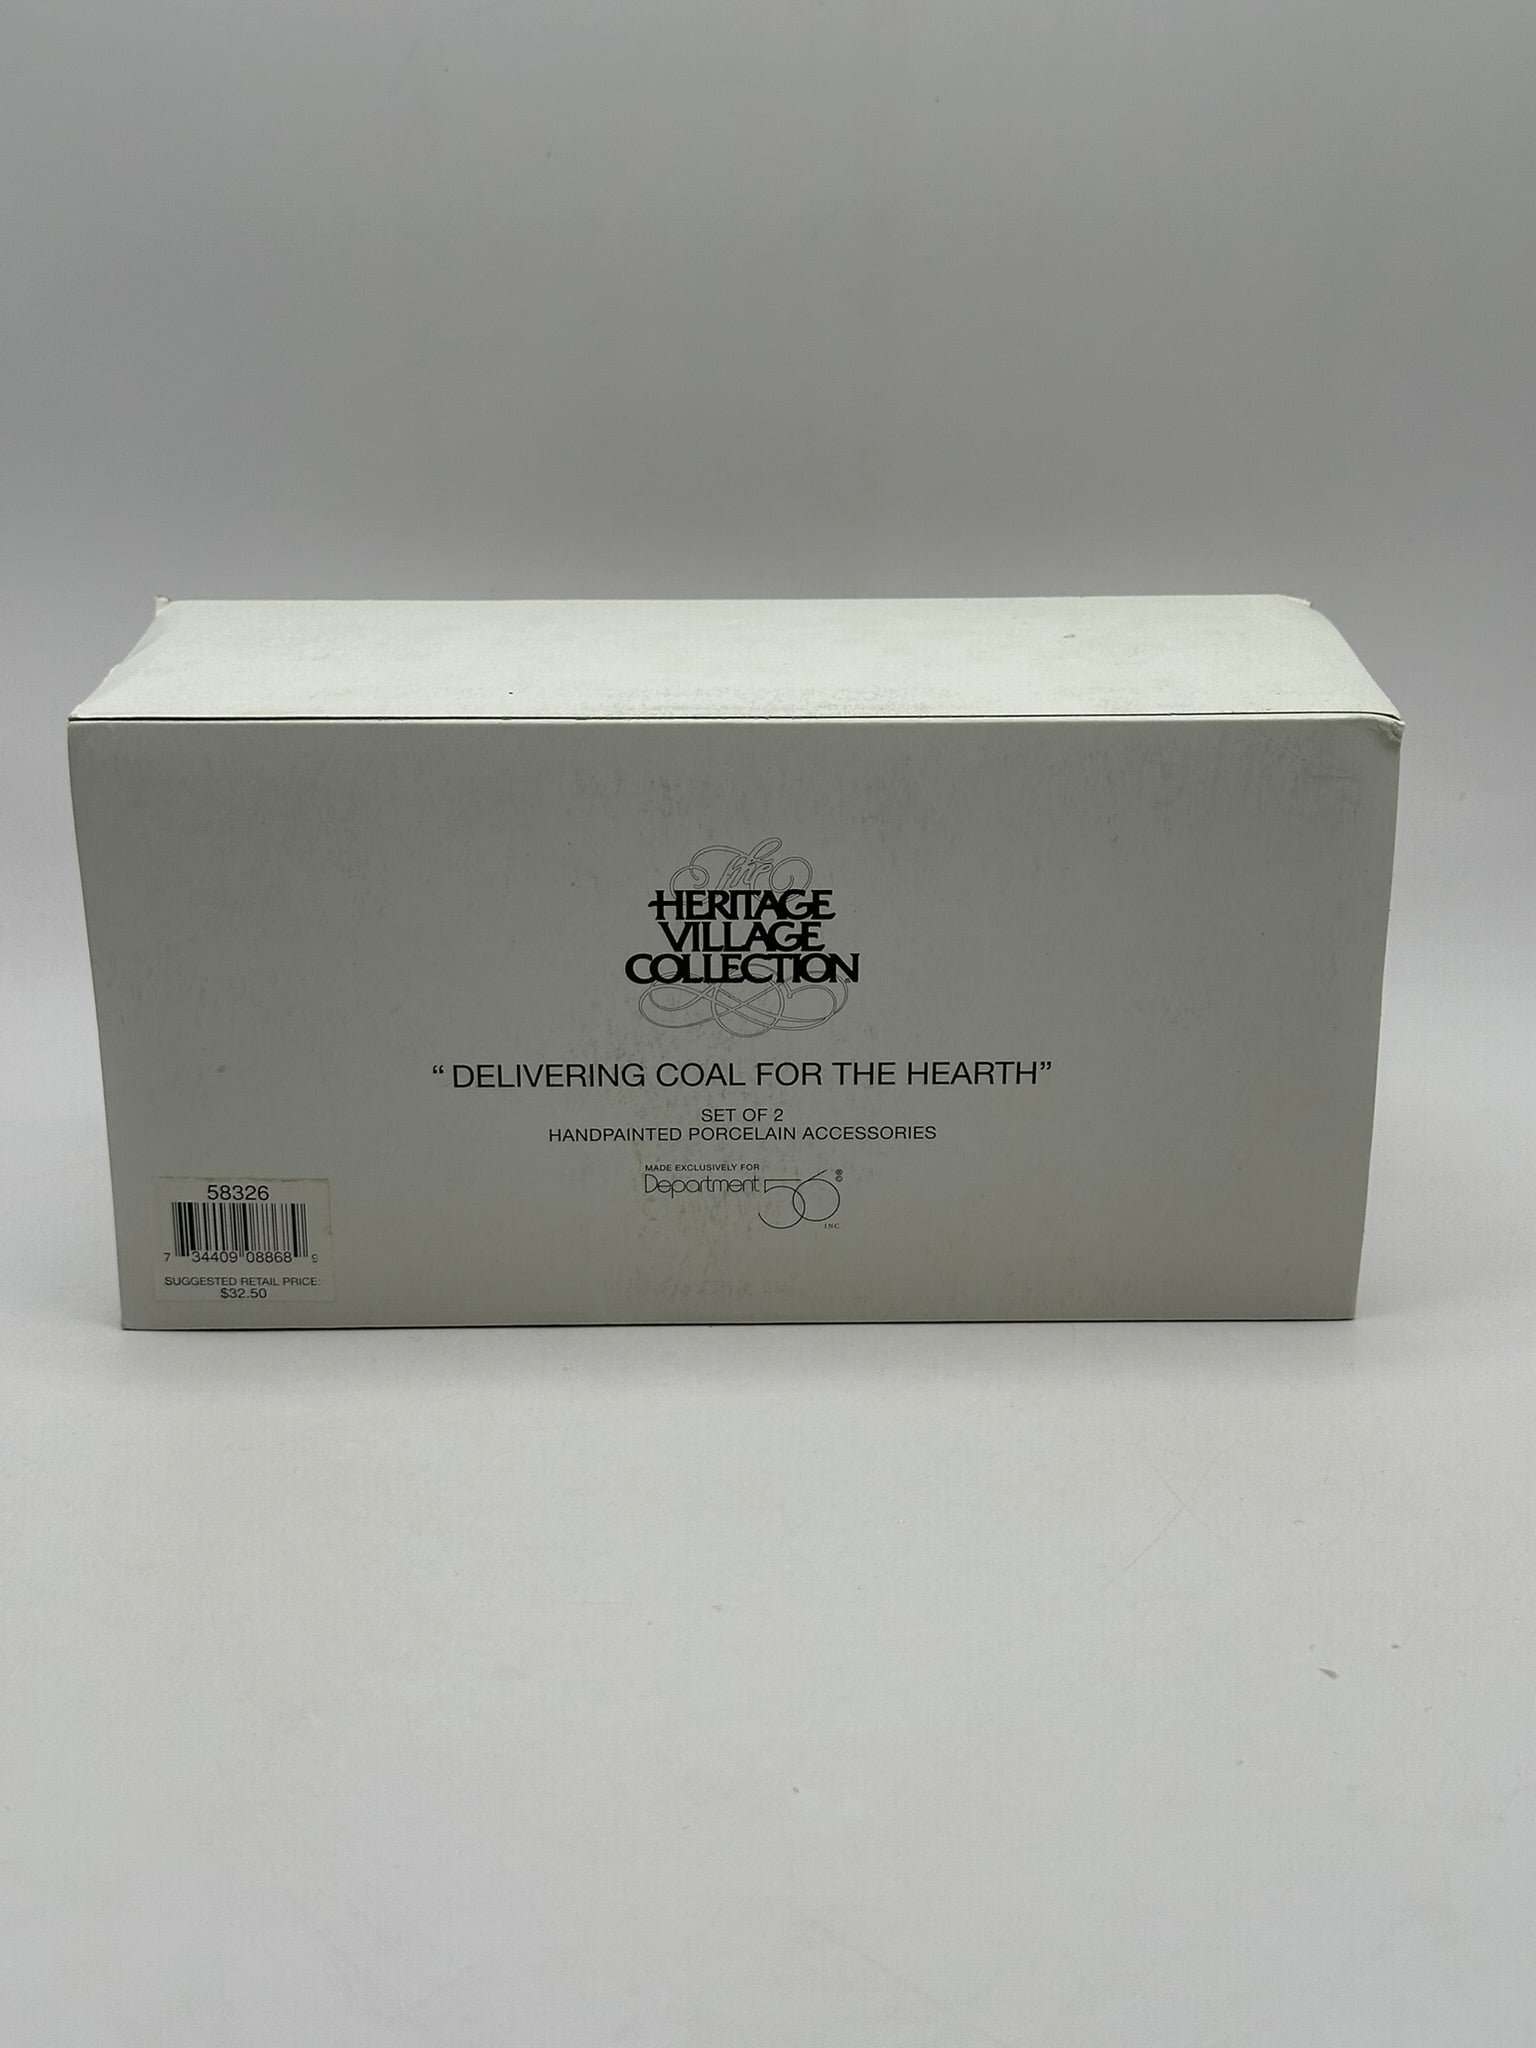 The
HERITAGE
VILLAGE
COLLECTION
“DELIVERING COAL FOR THE HEARTH”
SET OF 2
HANDPAINTED PORCELAIN ACCESSORIES
MADE EXCLUSIVELY FOR
Department 56®
INC
58326
7 34409 08868 9
SUGGESTED RETAIL PRICE:
$32.50